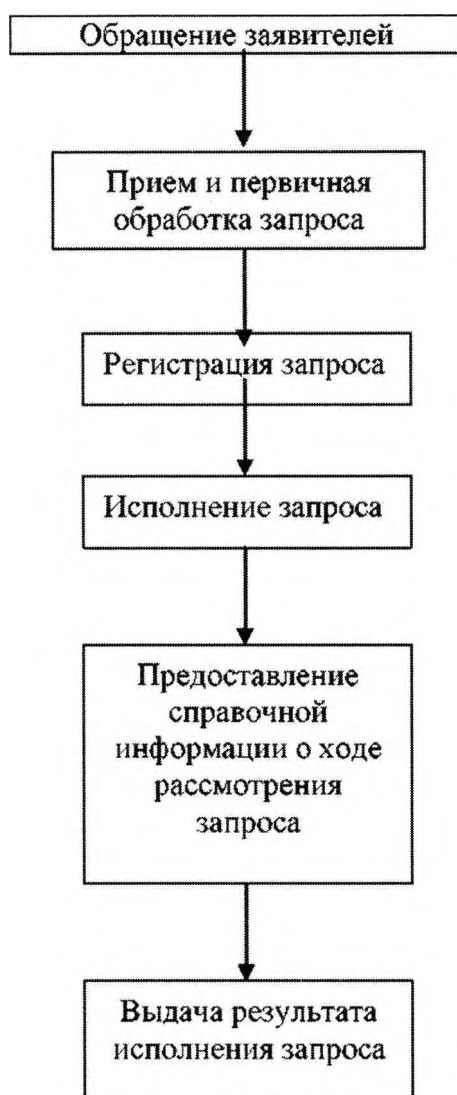 Обращение заявителей
Прием и первичная
обработка запроса
Регистрация запроса
Исполнение запроса
Предоставление
справочной
информации о ходе
рассмотрения
запроса
Выдача результата
исполнения запроса